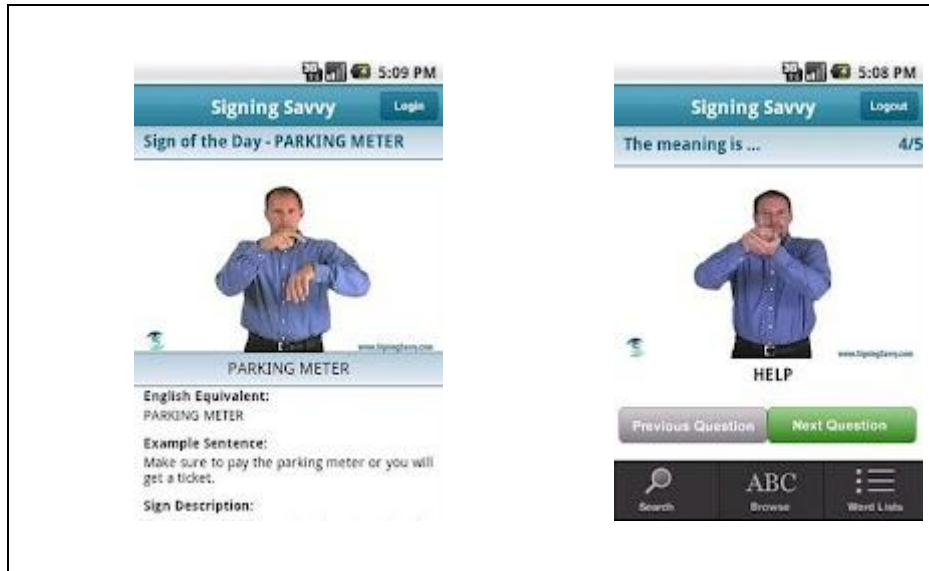 5:09 PM
Signing Savvy Login
Sign of the Day - PARKING METER
www.SigningSavvy.com
PARKING METER
English Equivalent:
PARKING METER
Example Sentence:
Make sure to pay the parking meter or you will
get a ticket.
Sign Description:
5:08 PM
Signing Savvy Logout
The meaning is ... 4/5
www.SigningSavvy.com
HELP
Previous Question Next Question
ABC
Search Browse Word Lists